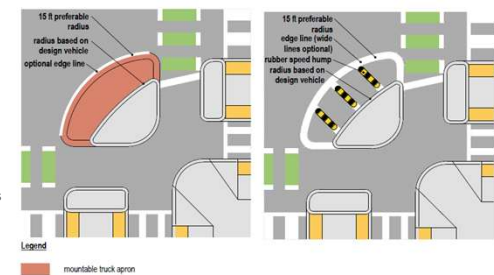 15 ft preferable
radius
radius based on
design vehicle
optional edge line
15 ft preferable
radius
edge line (wide
lines optional)
rubber speed hump
radius based on
design vehicle
Legend
mountable truck apron